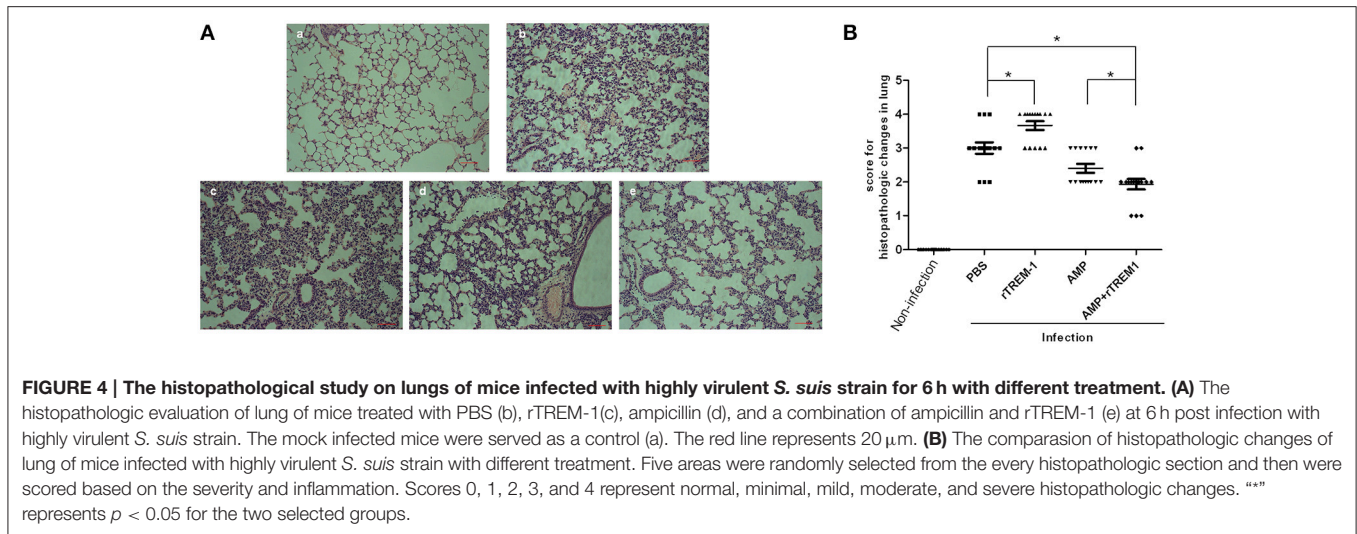 A
a
b
c
d
e
B
*
*
*
score for
histopathologic changes in lung
5
4
3
2
1
0
Non-infection
PBS
rTREM-1
AMP
AMP+rTREM1
Infection
FIGURE 4 | The histopathological study on lungs of mice infected with highly virulent S. suis strain for 6 h with different treatment. (A) The
histopathologic evaluation of lung of mice treated with PBS (b), rTREM-1(c), ampicillin (d), and a combination of ampicillin and rTREM-1 (e) at 6 h post infection with
highly virulent S. suis strain. The mock infected mice were served as a control (a). The red line represents 20 μm. (B) The comparasion of histopathologic changes of
lung of mice infected with highly virulent S. suis strain with different treatment. Five areas were randomly selected from the every histopathologic section and then were
scored based on the severity and inflammation. Scores 0, 1, 2, 3, and 4 represent normal, minimal, mild, moderate, and severe histopathologic changes. “*”
represents p < 0.05 for the two selected groups.